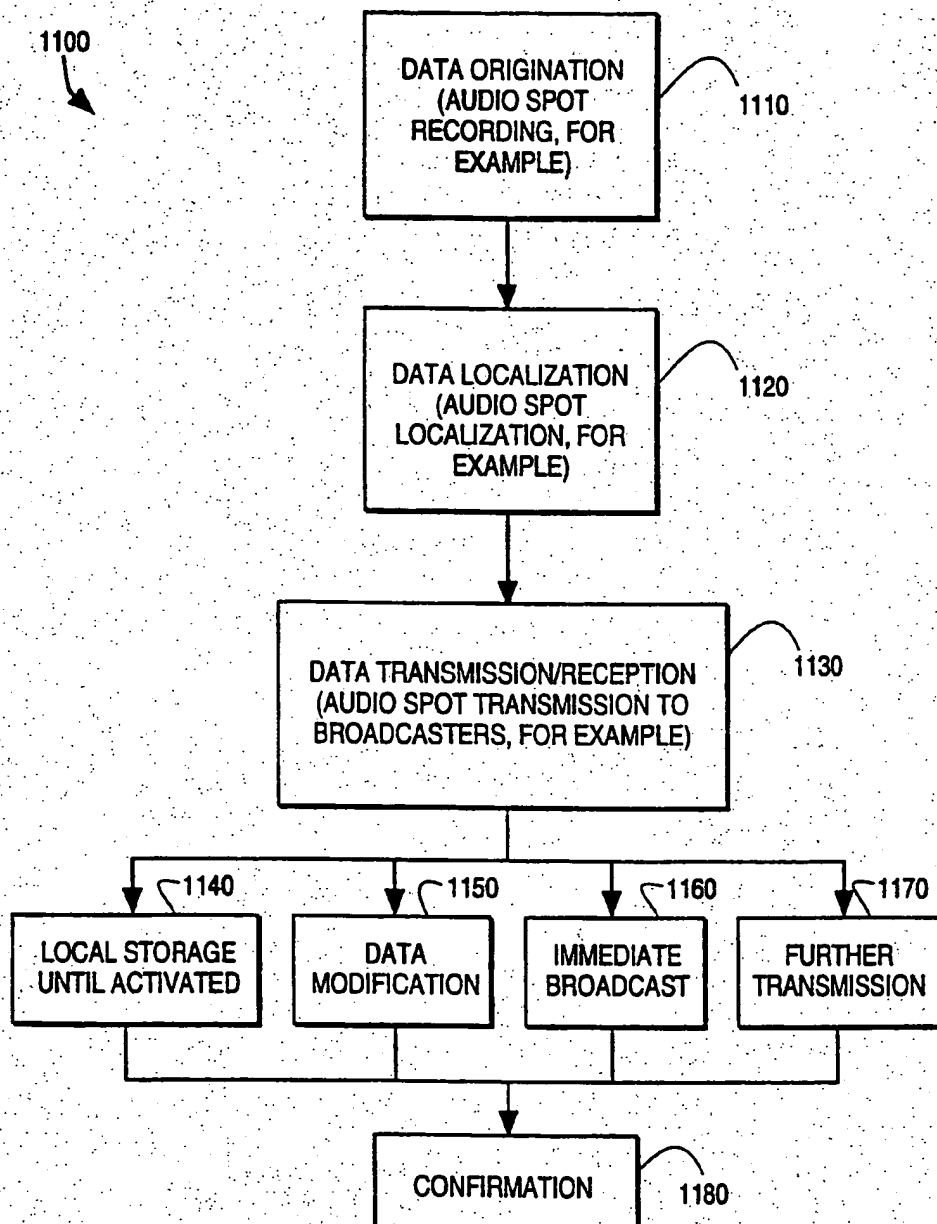 1100
DATA ORIGINATION
(AUDIO SPOT
RECORDING, FOR
EXAMPLE)
1110
DATA LOCALIZATION
(AUDIO SPOT
LOCALIZATION, FOR
EXAMPLE)
1120
DATA TRANSMISSION/RECEPTION
(AUDIO SPOT TRANSMISSION TO
BROADCASTERS, FOR EXAMPLE)
1130
1140
LOCAL STORAGE
UNTIL ACTIVATED
1150
DATA
MODIFICATION
1160
IMMEDIATE
BROADCAST
1170
FURTHER
TRANSMISSION
CONFIRMATION
1180